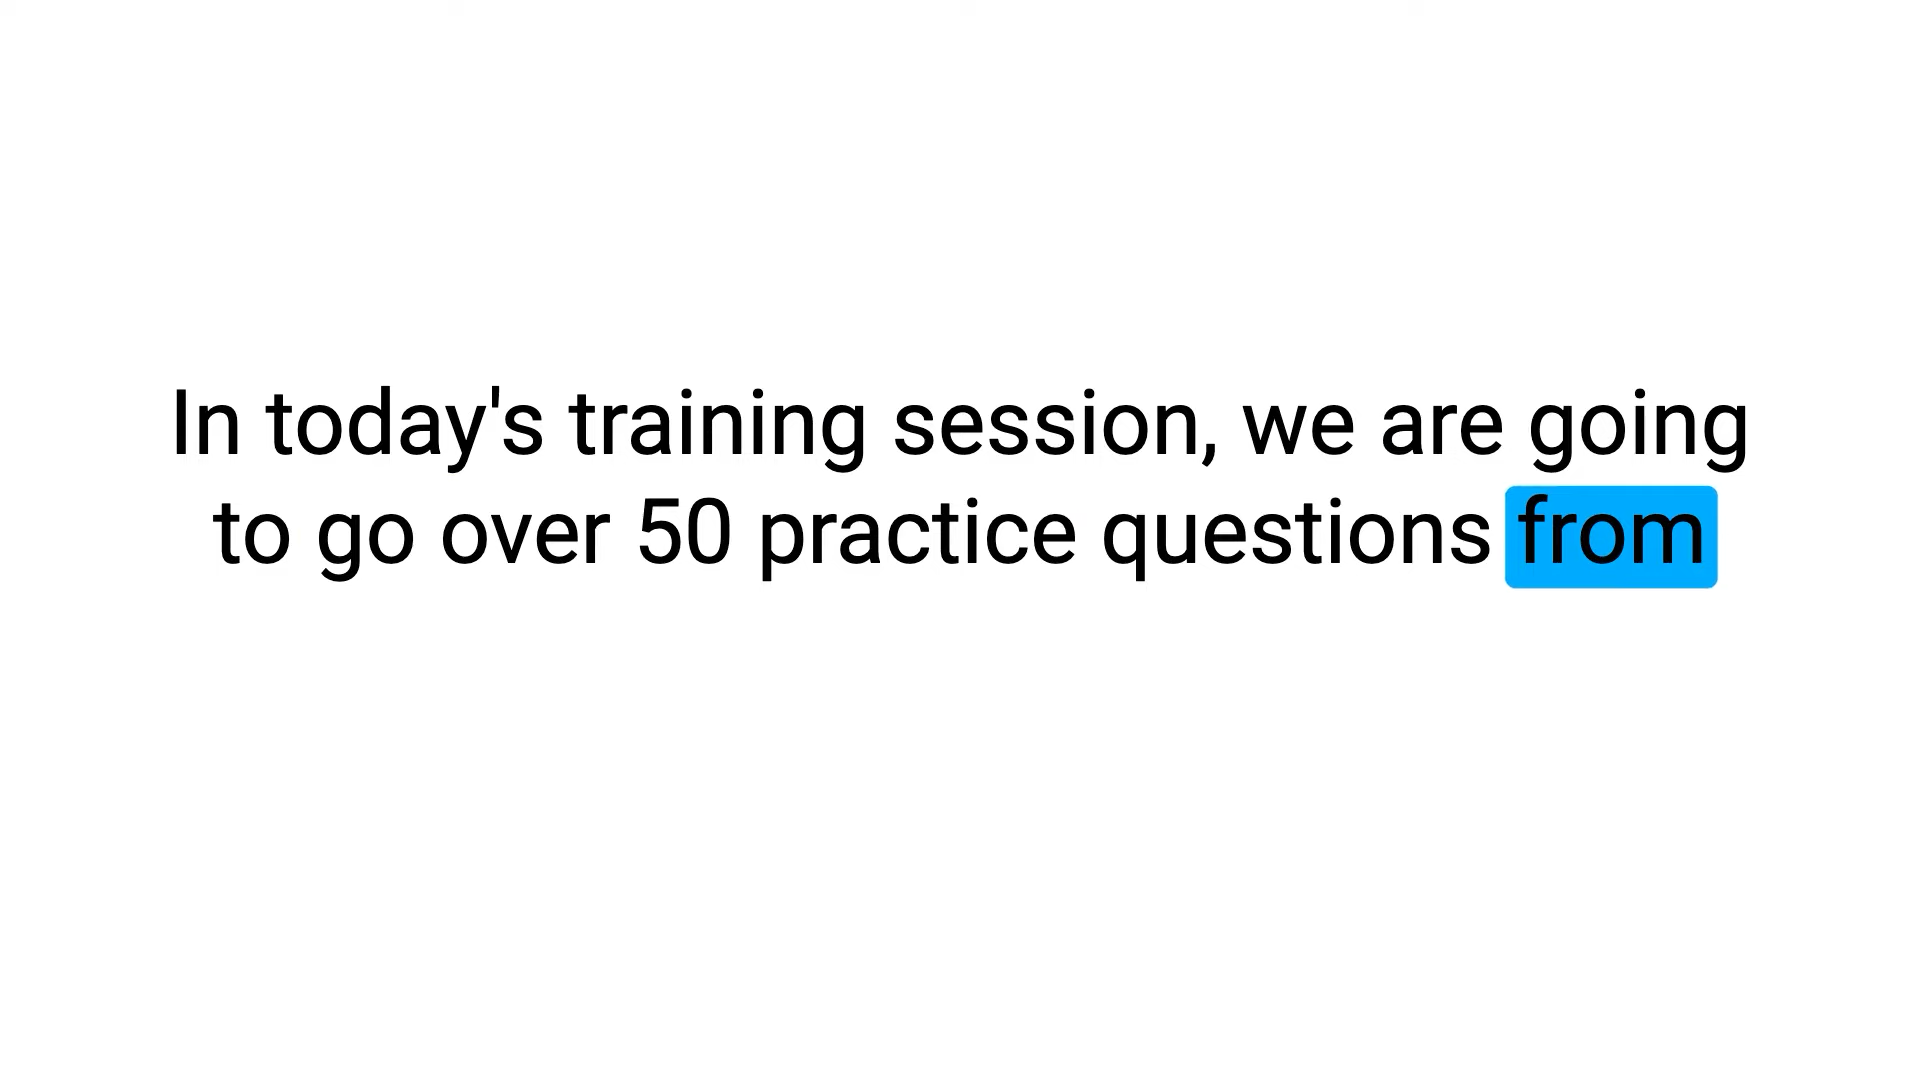 In today's training session, we are going
to go over 50 practice questions from